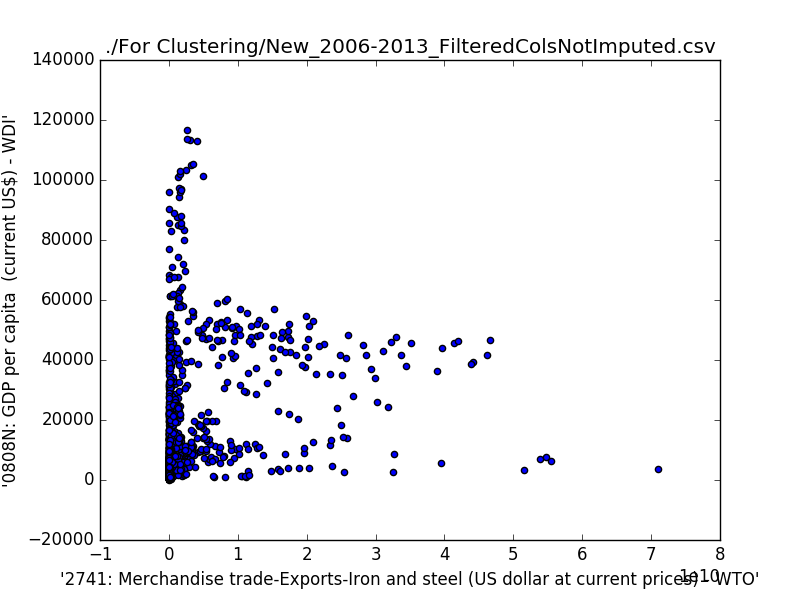 ./For Clustering/New_2006-2013_FilteredColsNotImputed.csv
140000
120000
100000
80000
60000
40000
20000
0
−20000
'0808N: GDP per capita  (current US$) - WDI'
−1 0 1 2 3 4 5 6 7 8
1e10
'2741: Merchandise trade-Exports-Iron and steel (US dollar at current prices) - WTO'